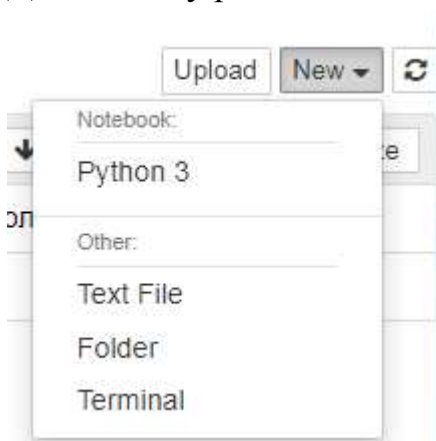 Upload New
Notebook:
Python 3
Other:
Text File
Folder
Terminal